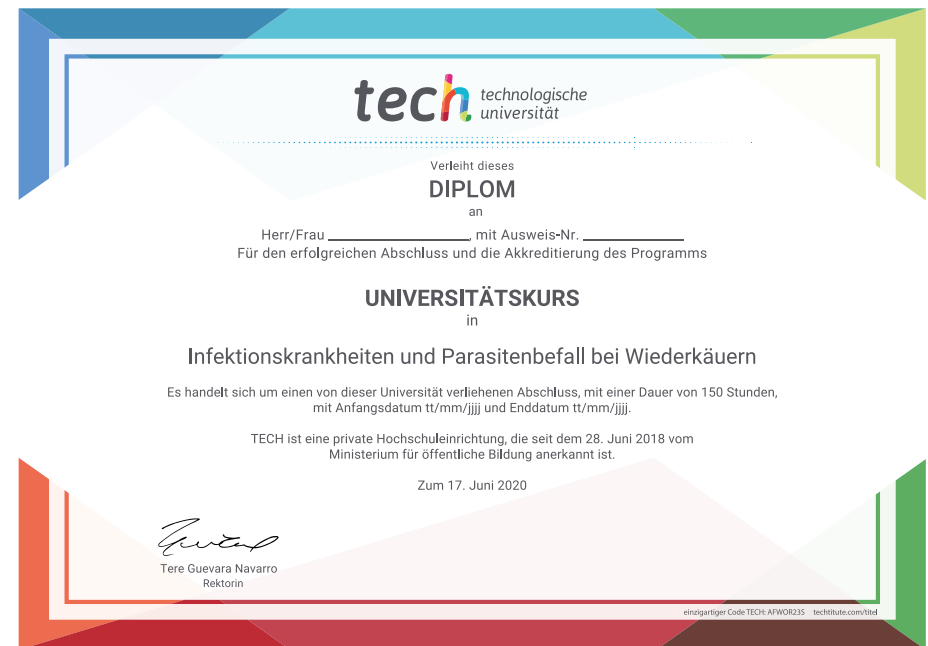 tech technologische
universität
Verleiht dieses
DIPLOM
an
Herr/Frau ____________________, mit Ausweis-Nr. ______________
Für den erfolgreichen Abschluss und die Akkreditierung des Programms
UNIVERSITÄTSKURS
in
Infektionskrankheiten und Parasitenbefall bei Wiederkäuern
Es handelt sich um einen von dieser Universität verliehenen Abschluss, mit einer Dauer von 150 Stunden,
mit Anfangsdatum tt/mm/jjjj und Enddatum tt/mm/jjjj.
TECH ist eine private Hochschuleinrichtung, die seit dem 28. Juni 2018 vom
Ministerium für öffentliche Bildung anerkannt ist.
Zum 17. Juni 2020
Tere Guevara Navarro
Rektorin
einzigartiger Code TECH: AFWOR23S techtitute.com/titel